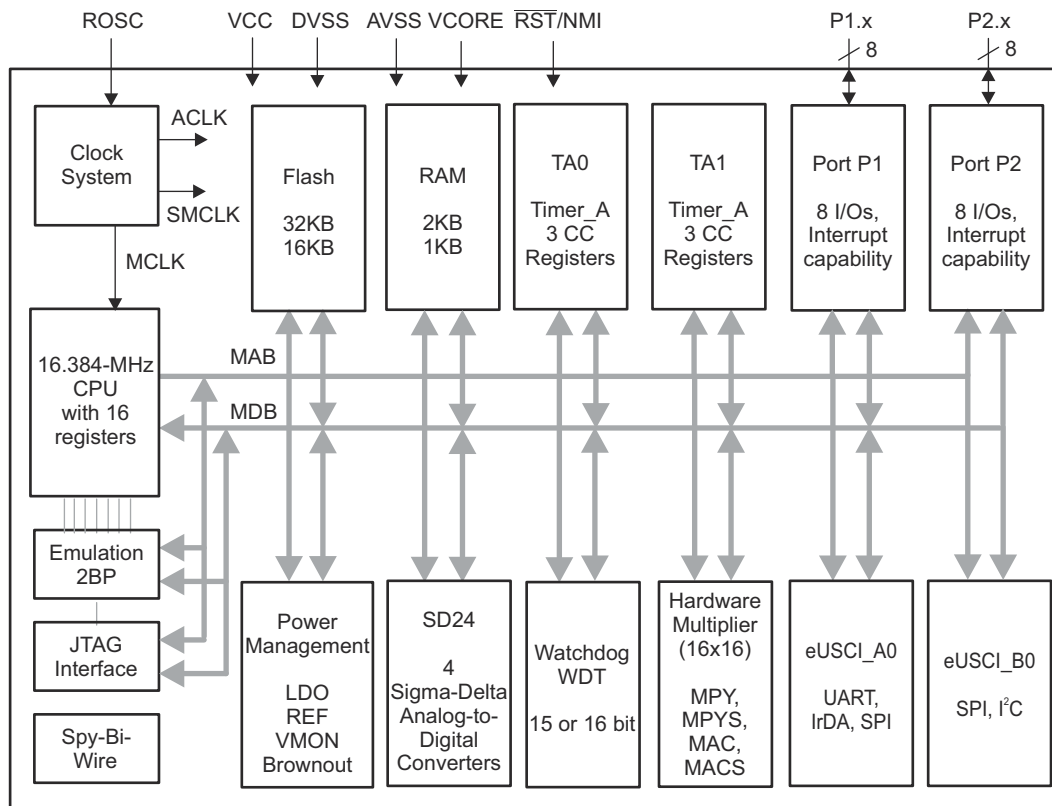 ROSC
VCC
DVSS
AVSS
VCORE
RST/NMI
P1.x
P2.x
8
8
Clock
System
ACLK
SMCLK
MCLK
Flash
32KB
16KB
RAM
2KB
1KB
TA0
Timer_A
3 CC
Registers
TA1
Timer_A
3 CC
Registers
Port P1
8 I/Os,
Interrupt
capability
Port P2
8 I/Os,
Interrupt
capability
16.384-MHz
CPU
with 16
registers
MAB
MDB
Emulation
2BP
JTAG
Interface
Spy-Bi-
Wire
Power
Management
LDO
REF
VMON
Brownout
SD24
4
Sigma-Delta
Analog-to-
Digital
Converters
Watchdog
WDT
15 or 16 bit
Hardware
Multiplier
(16x16)
MPY,
MPYS,
MAC,
MACS
eUSCI_A0
UART,
IrDA, SPI
eUSCI_B0
SPI, I²C